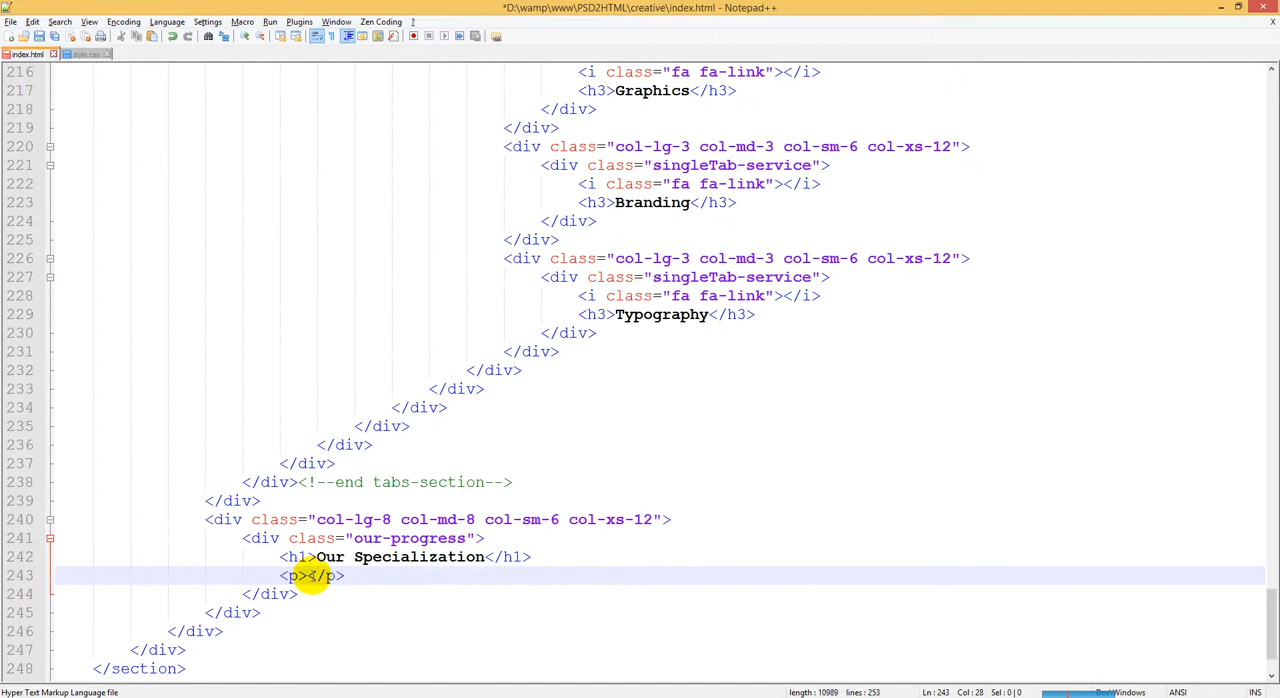 *D:\wamp\www\PSD2HTML\creative\index.html - Notepad++
File Edit Search View Encoding Language Settings Macro Run Plugins Window Zen Coding ? X
index.html style.css
216 <i class="fa fa-link"></i>
217 <h3>Graphics</h3>
218 </div>
219 </div>
220 <div class="col-lg-3 col-md-3 col-sm-6 col-xs-12">
221 <div class="singleTab-service">
222 <i class="fa fa-link"></i>
223 <h3>Branding</h3>
224 </div>
225 </div>
226 <div class="col-lg-3 col-md-3 col-sm-6 col-xs-12">
227 <div class="singleTab-service">
228 <i class="fa fa-link"></i>
229 <h3>Typography</h3>
230 </div>
231 </div>
232 </div>
233 </div>
234 </div>
235 </div>
236 </div>
237 </div>
238 </div><!--end tabs-section-->
239 </div>
240 <div class="col-lg-8 col-md-8 col-sm-6 col-xs-12">
241 <div class="our-progress">
242 <h1>Our Specialization</h1>
243 <p></p>
244 </div>
245 </div>
246 </div>
247 </div>
248 </section>
Hyper Text Markup Language file length : 10989 lines : 253 Ln : 243 Col : 28 Sel : 0 | 0 Dos\Windows ANSI INS